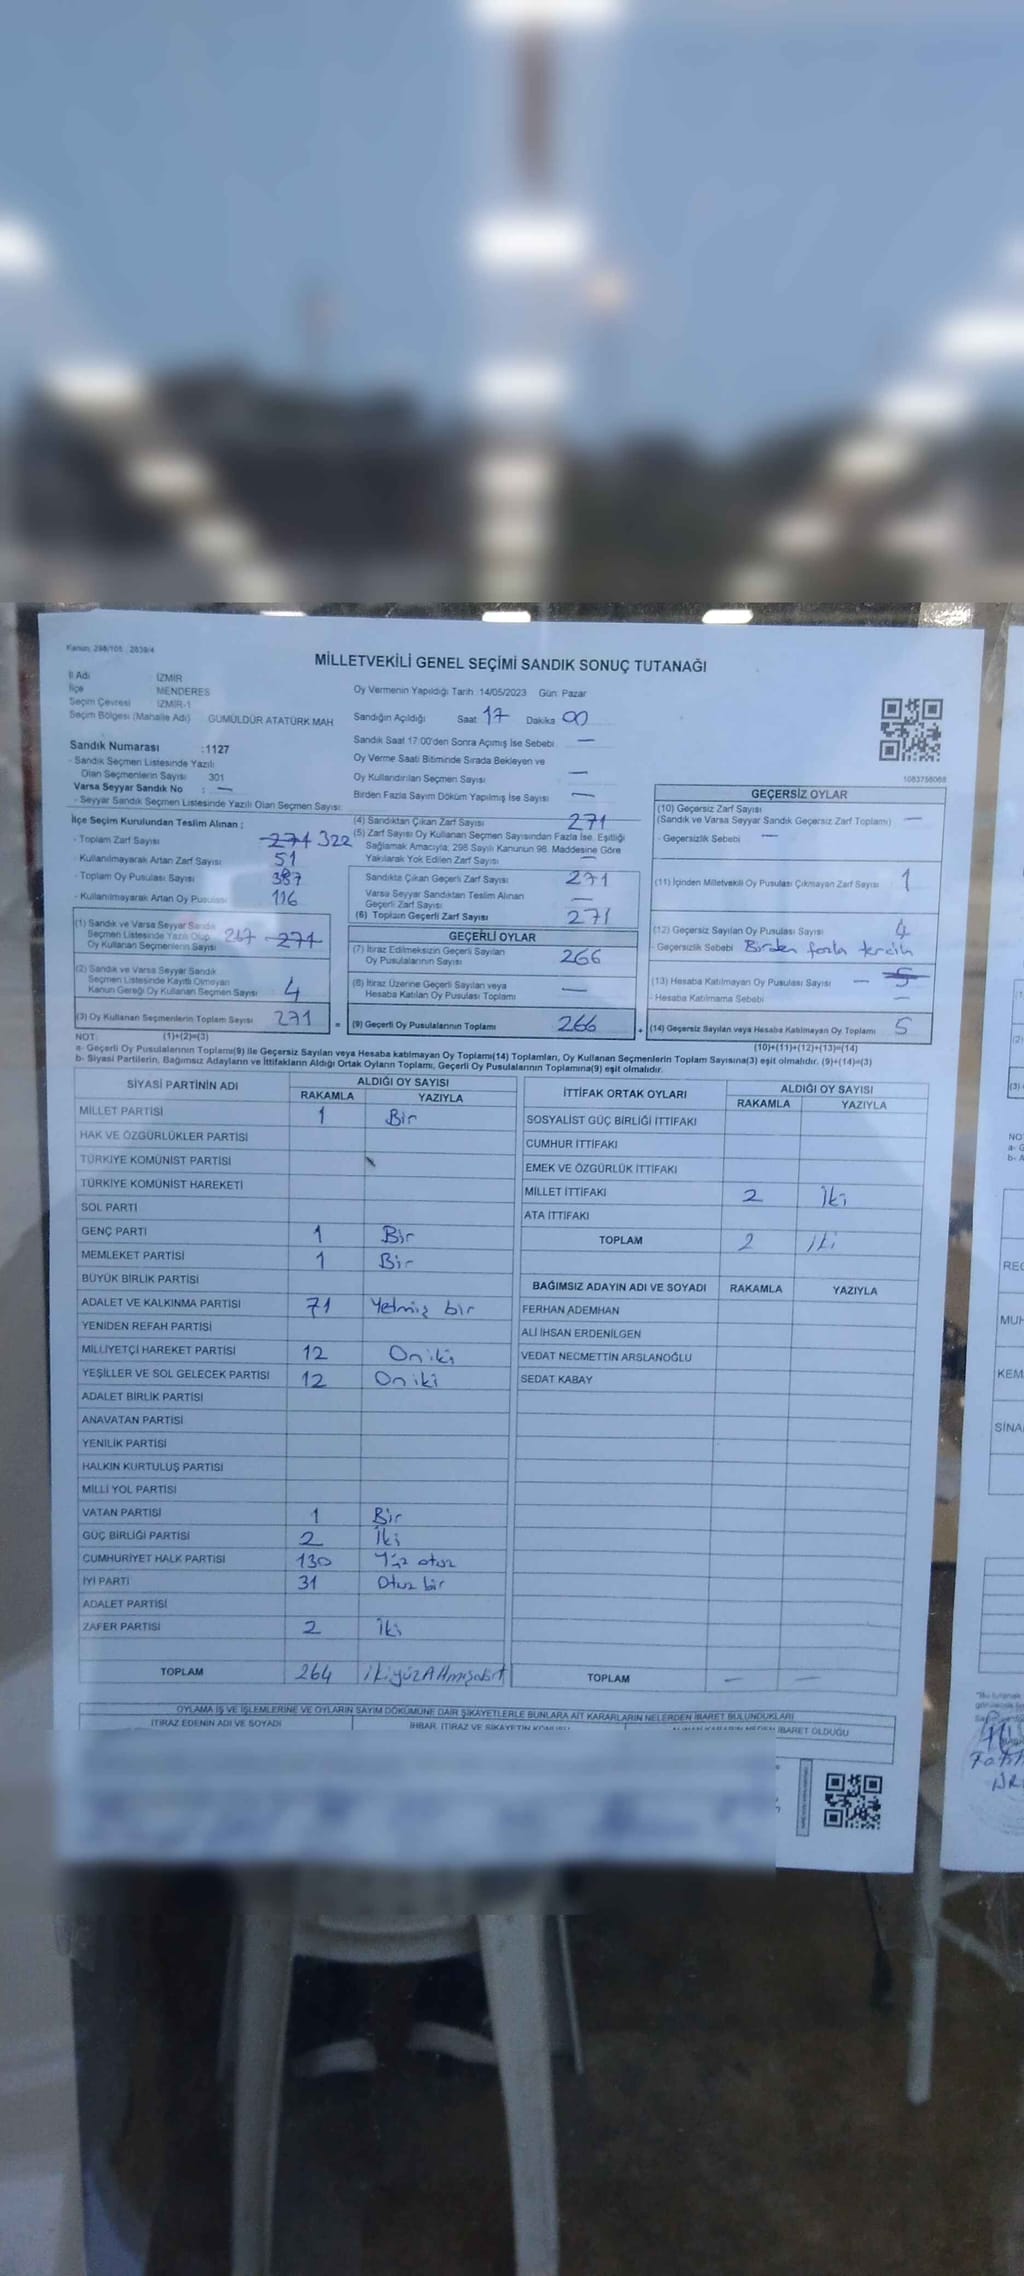 Kanun: 298/105 , 2839/4
MİLLETVEKİLİ GENEL SEÇİMİ SANDIK SONUÇ TUTANAĞI
İl Adı : İZMİR
İlçe MENDERES
Seçim Çevresi İZMİR-1
Seçim Bölgesi (Mahalle Adı) GÜMÜLDÜR ATATÜRK MAH
Oy Vermenin Yapıldığı Tarih 14/05/2023 Gün: Pazar
Sandığın Açıldığı Saat 17 Dakika 00
Sandık Saat 17:00'den Sonra Açımış İse Sebebi —
Oy Verme Saati Bitiminde Sırada Bekleyen ve
Oy Kullandırılan Seçmen Sayısı —
Birden Fazla Sayım Döküm Yapılmış İse Sayısı —
Sandık Numarası :1127
- Sandık Seçmen Listesinde Yazılı
Olan Seçmenlerin Sayısı 301
Varsa Seyyar Sandık No : —
- Seyyar Sandık Seçmen Listesinde Yazılı Olan Seçmen Sayısı:
1083758068
İlçe Seçim Kurulundan Teslim Alınan ;
- Toplam Zarf Sayısı 274 322
- Kullanılmayarak Artan Zarf Sayısı 51
- Toplam Oy Pusulası Sayısı 387
- Kullanılmayarak Artan Oy Pusulası 116
(1) Sandık ve Varsa Seyyar Sandık
Seçmen Listesinde Yazılı Olup
Oy Kullanan Seçmenlerin Sayısı 267 271
(2) Sandık ve Varsa Seyyar Sandık
Seçmen Listesinde Kayıtlı Olmayan
Kanun Gereği Oy Kullanan Seçmen Sayısı 4
(3) Oy Kullanan Seçmenlerin Toplam Sayısı 271
(4) Sandıktan Çıkan Zarf Sayısı 271
(5) Zarf Sayısı Oy Kullanan Seçmen Sayısından Fazla İse, Eşitliği
Sağlamak Amacıyla; 298 Sayılı Kanunun 98. Maddesine Göre
Yakılarak Yok Edilen Zarf Sayısı —
Sandıkta Çıkan Geçerli Zarf Sayısı 271
Varsa Seyyar Sandıktan Teslim Alınan
Geçerli Zarf Sayısı —
(6) Toplam Geçerli Zarf Sayısı 271
GEÇERLİ OYLAR
(7) İtiraz Edilmeksizin Geçerli Sayılan
Oy Pusulalarının Sayısı 266
(8) İtiraz Üzerine Geçerli Sayılan veya
Hesaba Katılan Oy Pusulası Toplamı —
= (9) Geçerli Oy Pusulalarının Toplamı 266
GEÇERSİZ OYLAR
(10) Geçersiz Zarf Sayısı
(Sandık ve Varsa Seyyar Sandık Geçersiz Zarf Toplamı) —
- Geçersizlik Sebebi —
(11) İçinden Milletvekili Oy Pusulası Çıkmayan Zarf Sayısı 1
(12) Geçersiz Sayılan Oy Pusulası Sayısı 4
- Geçersizlik Sebebi Birden fazla tercih
(13) Hesaba Katılmayan Oy Pusulası Sayısı — 5
- Hesaba Katılmama Sebebi —
+ (14) Geçersiz Sayılan veya Hesaba Katılmayan Oy Toplamı 5
NOT: (1)+(2)=(3)
(10)+(11)+(12)+(13)=(14)
a- Geçerli Oy Pusulalarının Toplamı(9) ile Geçersiz Sayılan veya Hesaba katılmayan Oy Toplamı(14) Toplamları, Oy Kullanan Seçmenlerin Toplam Sayısına(3) eşit olmalıdır. (9)+(14)=(3)
b- Siyasi Partilerin, Bağımsız Adayların ve İttifakların Aldığı Ortak Oyların Toplamı, Geçerli Oy Pusulalarının Toplamına(9) eşit olmalıdır.
SİYASİ PARTİNİN ADI ALDIĞI OY SAYISI
RAKAMLA YAZIYLA
MİLLET PARTİSİ 1 Bir
HAK VE ÖZGÜRLÜKLER PARTİSİ
TÜRKİYE KOMÜNİST PARTİSİ
TÜRKİYE KOMÜNİST HAREKETİ
SOL PARTİ
GENÇ PARTİ 1 Bir
MEMLEKET PARTİSİ 1 Bir
BÜYÜK BİRLİK PARTİSİ
ADALET VE KALKINMA PARTİSİ 71 Yetmiş bir
YENİDEN REFAH PARTİSİ
MİLLİYETÇİ HAREKET PARTİSİ 12 On iki
YEŞİLLER VE SOL GELECEK PARTİSİ 12 On iki
ADALET BİRLİK PARTİSİ
ANAVATAN PARTİSİ
YENİLİK PARTİSİ
HALKIN KURTULUŞ PARTİSİ
MİLLİ YOL PARTİSİ
VATAN PARTİSİ 1 Bir
GÜÇ BİRLİĞİ PARTİSİ 2 İki
CUMHURİYET HALK PARTİSİ 130 Yüz otuz
İYİ PARTİ 31 Otuz bir
ADALET PARTİSİ
ZAFER PARTİSİ 2 İki
TOPLAM 264 İkiyüzAltmışdört
İTTİFAK ORTAK OYLARI ALDIĞI OY SAYISI
RAKAMLA YAZIYLA
SOSYALİST GÜÇ BİRLİĞİ İTTİFAKI
CUMHUR İTTİFAKI
EMEK VE ÖZGÜRLÜK İTTİFAKI
MİLLET İTTİFAKI 2 İki
ATA İTTİFAKI
TOPLAM 2 İki
BAĞIMSIZ ADAYIN ADI VE SOYADI RAKAMLA YAZIYLA
FERHAN ADEMHAN
ALİ İHSAN ERDENİLGEN
VEDAT NECMETTİN ARSLANOĞLU
SEDAT KABAY
TOPLAM — —
OYLAMA İŞ VE İŞLEMLERİNE VE OYLARIN SAYIM DÖKÜMÜNE DAİR ŞİKAYETLERLE BUNLARA AİT KARARLARIN NELERDEN İBARET BULUNDUKLARI
İTİRAZ EDENİN ADI VE SOYADI İHBAR, İTİRAZ VE ŞİKAYETİN KONUSU İBARET OLDUĞU